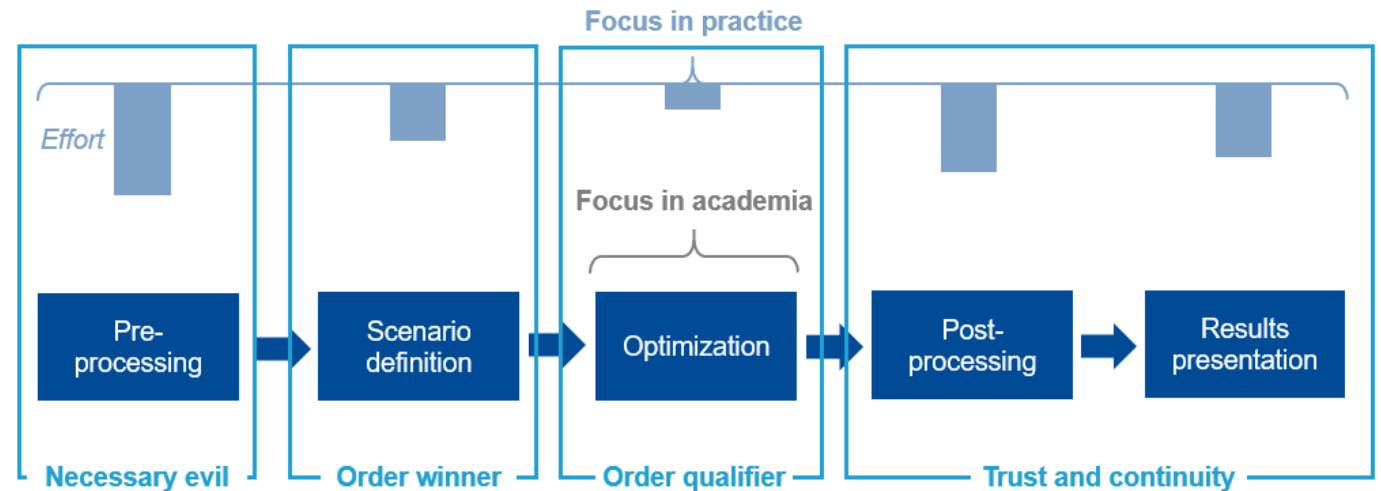 Focus in practice
Effort
Focus in academia
Pre-
processing
Scenario
definition
Optimization
Post-
processing
Results
presentation
Necessary evil
Order winner
Order qualifier
Trust and continuity